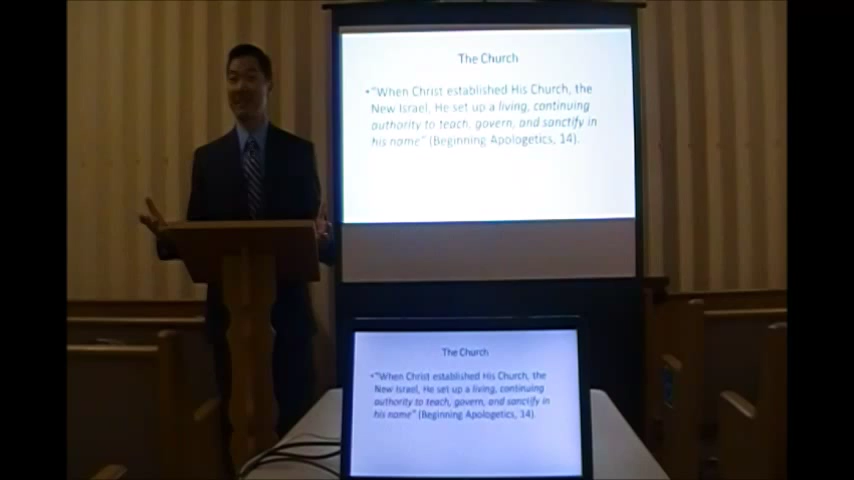 The Church
•"When Christ established His Church, the
New Israel, He set up a living, continuing
authority to teach, govern, and sanctify in
his name" (Beginning Apologetics, 14).
The Church
•"When Christ established His Church, the
New Israel, He set up a living, continuing
authority to teach, govern, and sanctify in
his name" (Beginning Apologetics, 14).